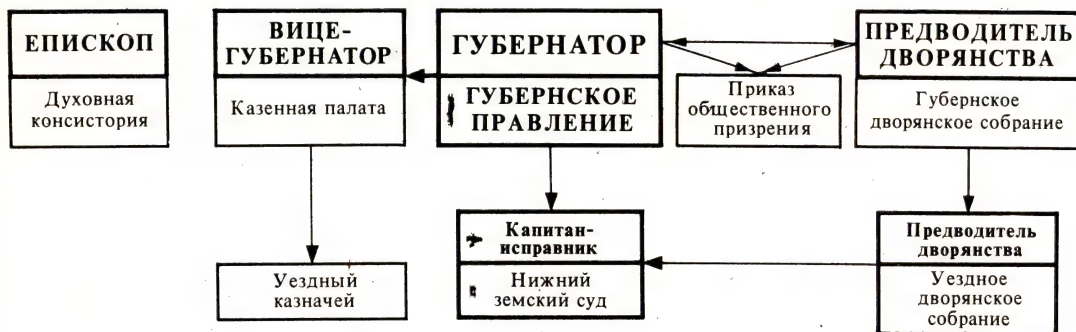 ЕПИСКОП
Духовная
консистория
ВИЦЕ-
ГУБЕРНАТОР
Казенная палата
ГУБЕРНАТОР
ГУБЕРНСКОЕ
ПРАВЛЕНИЕ
Приказ
общественного
призрения
ПРЕДВОДИТЕЛЬ
ДВОРЯНСТВА
Губернское
дворянское собрание
Уездный
казначей
Капитан-
исправник
Нижний
земский суд
Предводитель
дворянства
Уездное
дворянское
собрание